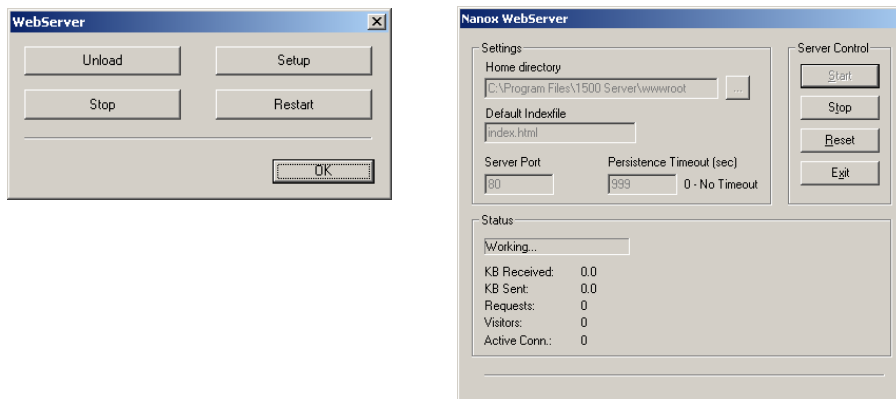 WebServer
Unload
Setup
Stop
Restart
OK
Nanox WebServer
Settings
Home directory
C:\Program Files\1500 Server\wwwroot
...
Default Indexfile
index.html
Server Port
Persistence Timeout (sec)
80
999
0 - No Timeout
Server Control
Start
Stop
Reset
Exit
Status
Working...
KB Received: 0.0
KB Sent: 0.0
Requests: 0
Visitors: 0
Active Conn.: 0